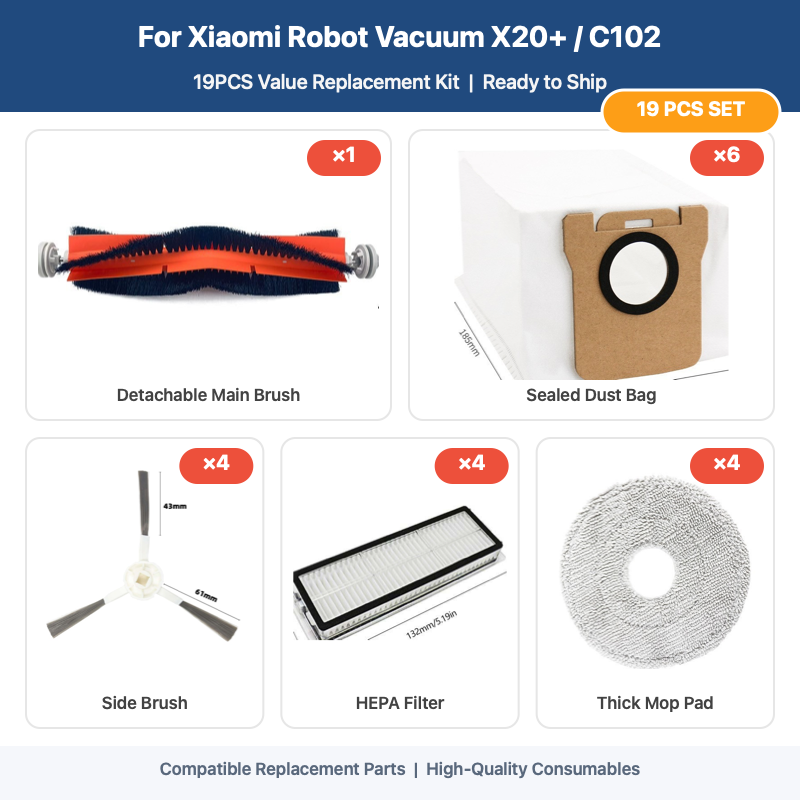 For Xiaomi Robot Vacuum X20+ / C102
19PCS Value Replacement Kit | Ready to Ship
19 PCS SET
×1
Detachable Main Brush
×6
185mm
Sealed Dust Bag
×4
43mm
61mm
Side Brush
×4
132mm/5.19in
HEPA Filter
×4
Thick Mop Pad
Compatible Replacement Parts | High-Quality Consumables